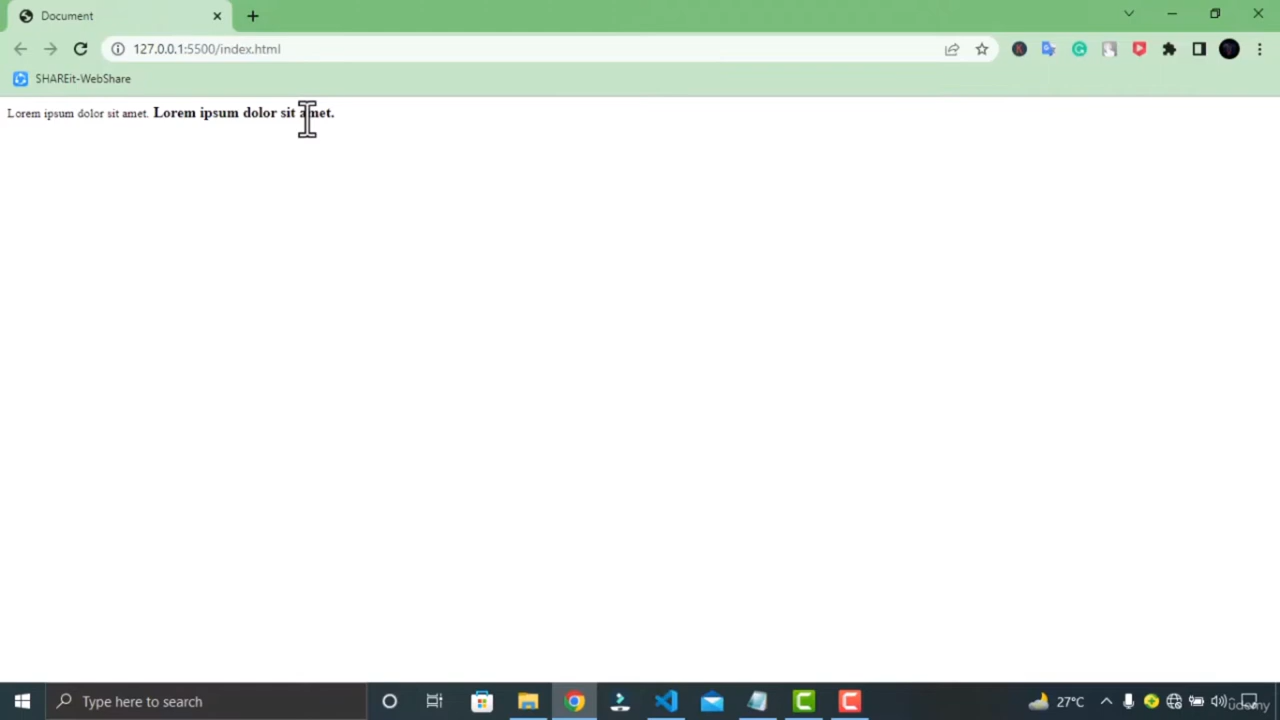 Document
127.0.0.1:5500/index.html
SHAREit-WebShare
Lorem ipsum dolor sit amet. Lorem ipsum dolor sit amet.
Type here to search
27°C
ûdemy